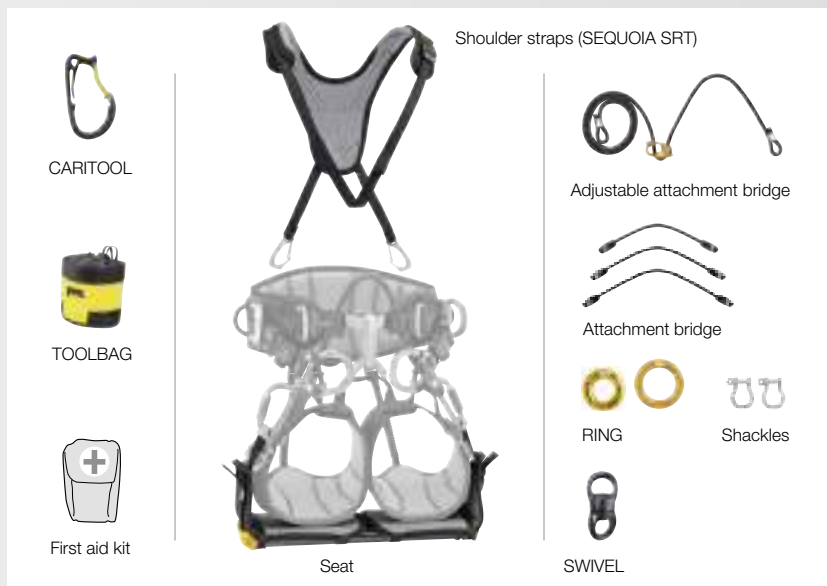 Shoulder straps (SEQUOIA SRT)
CARITOOL
TOOLBAG
First aid kit
Seat
Adjustable attachment bridge
Attachment bridge
RING
Shackles
SWIVEL